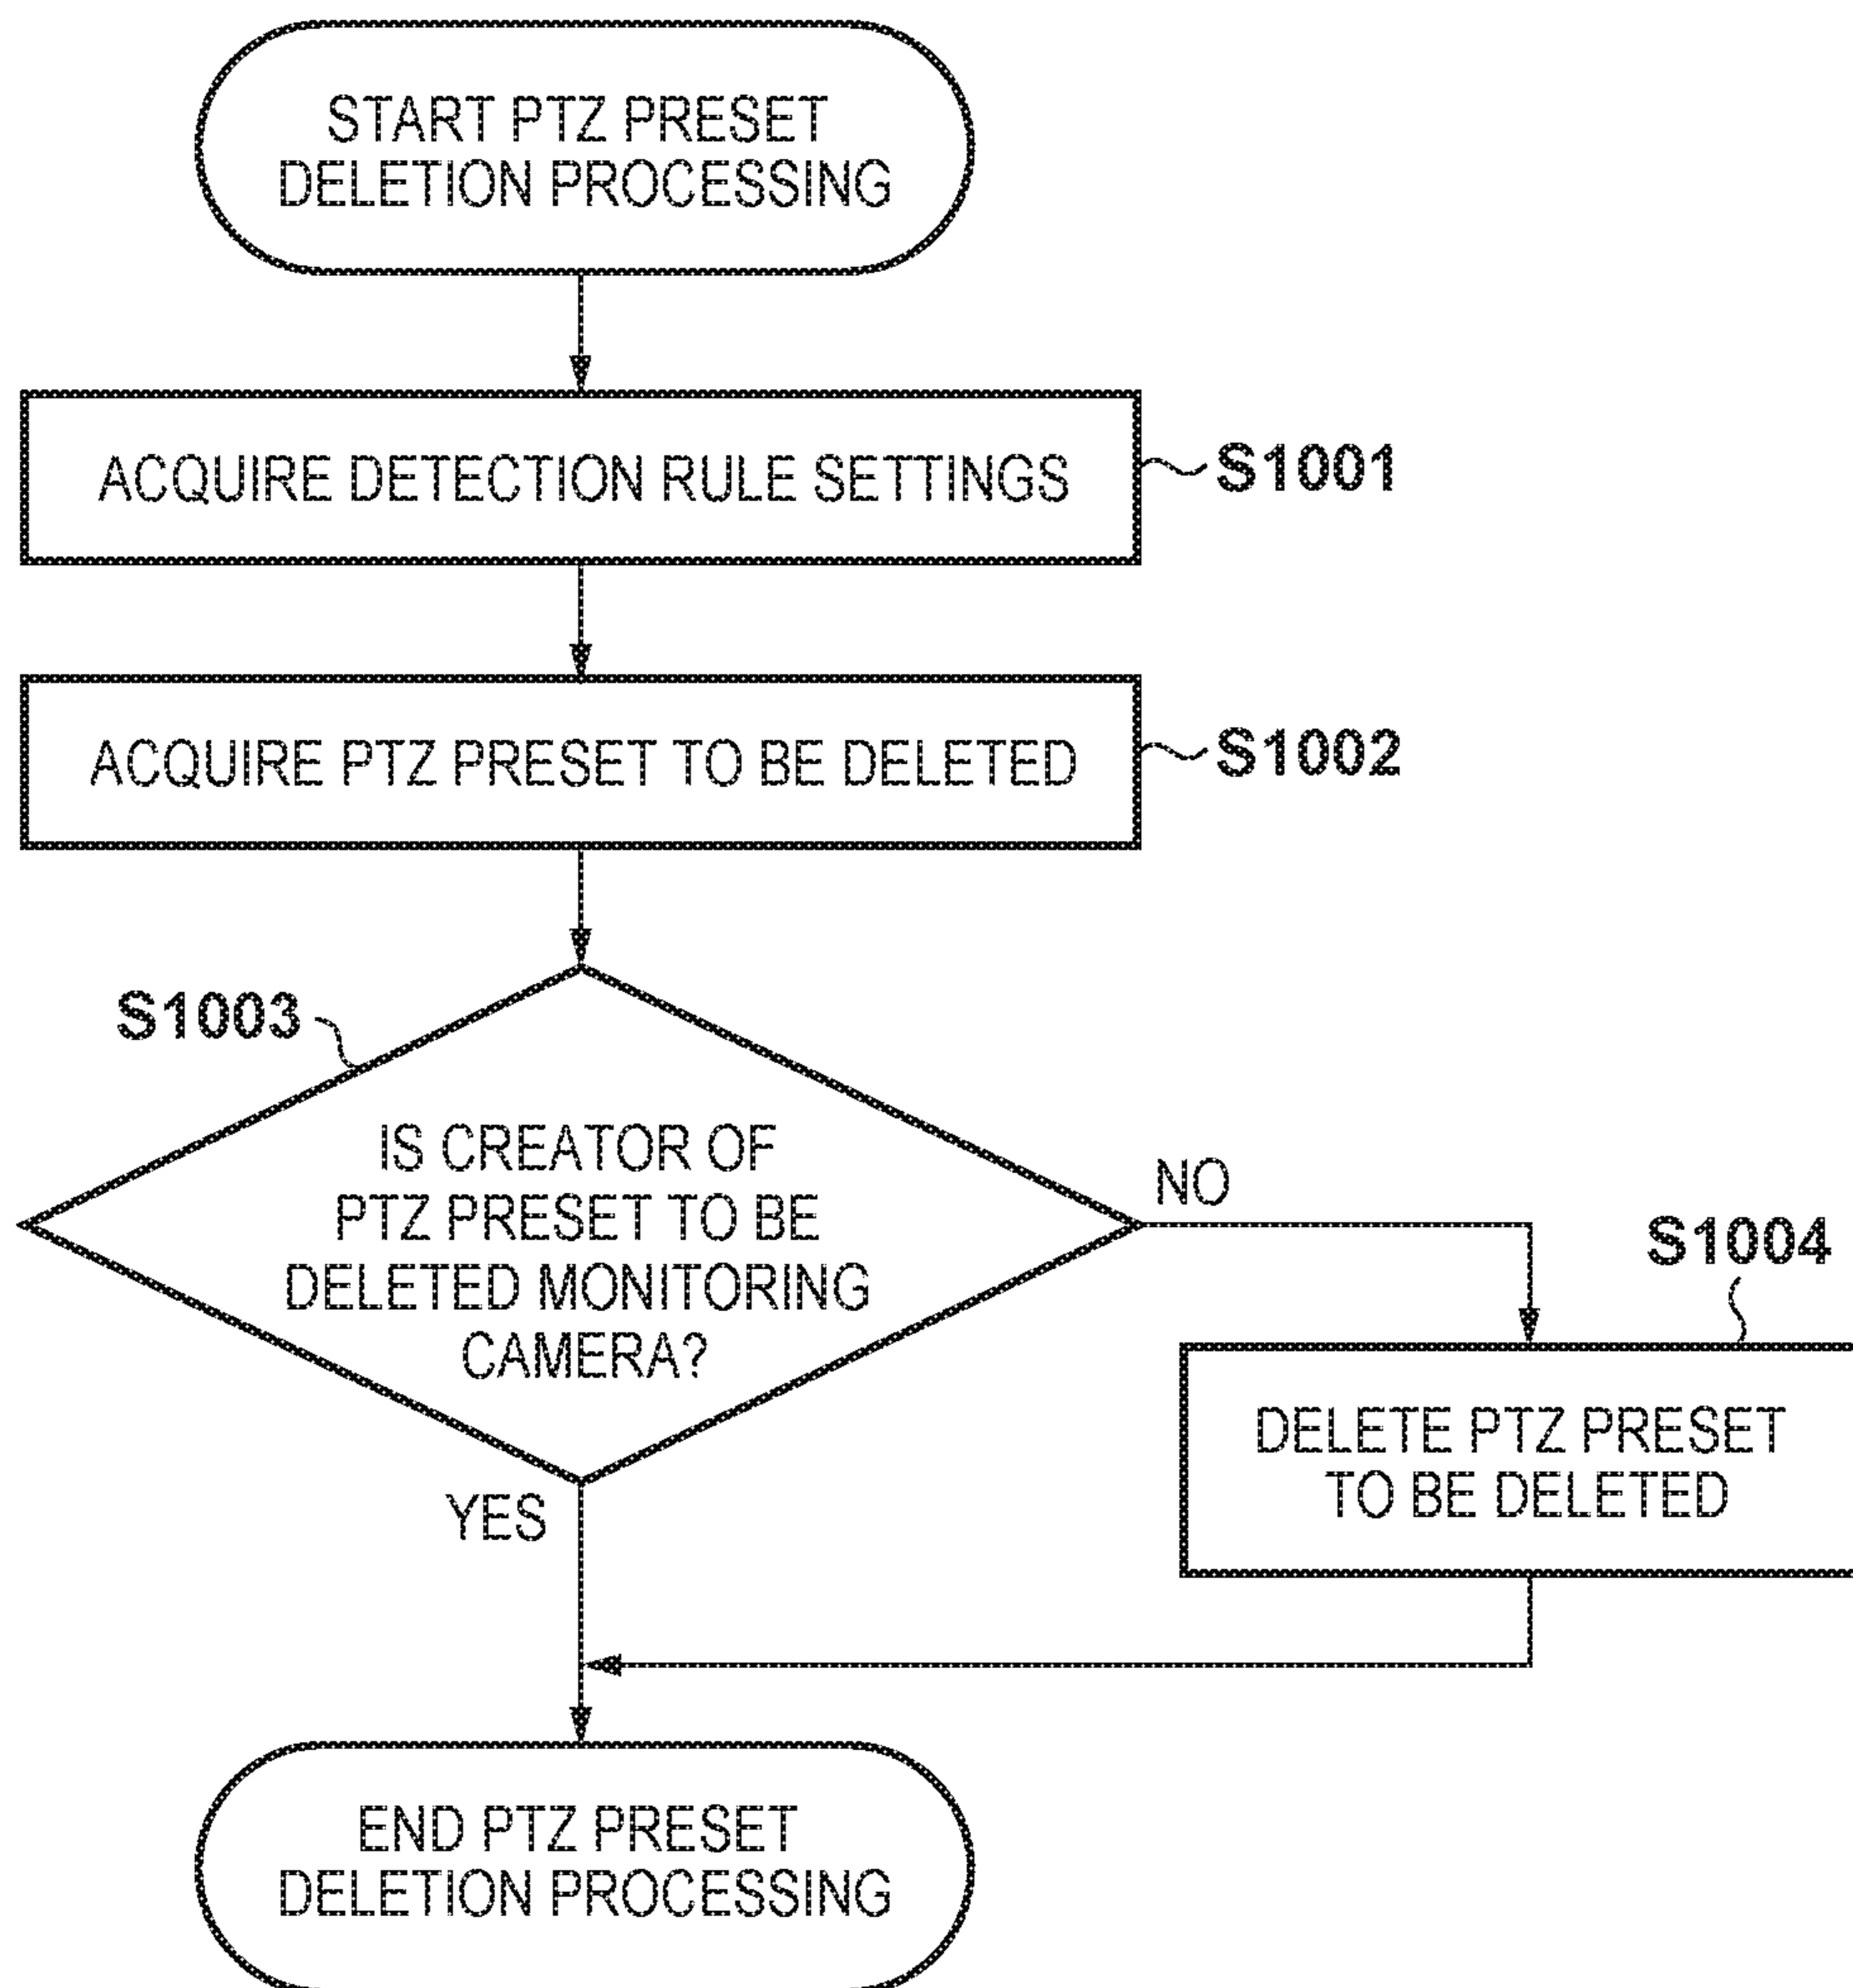 START PTZ PRESET
DELETION PROCESSING
ACQUIRE DETECTION RULE SETTINGS
S1001
ACQUIRE PTZ PRESET TO BE DELETED
S1002
S1003
IS CREATOR OF
PTZ PRESET TO BE
DELETED MONITORING
CAMERA?
NO
S1004
DELETE PTZ PRESET
TO BE DELETED
YES
END PTZ PRESET
DELETION PROCESSING